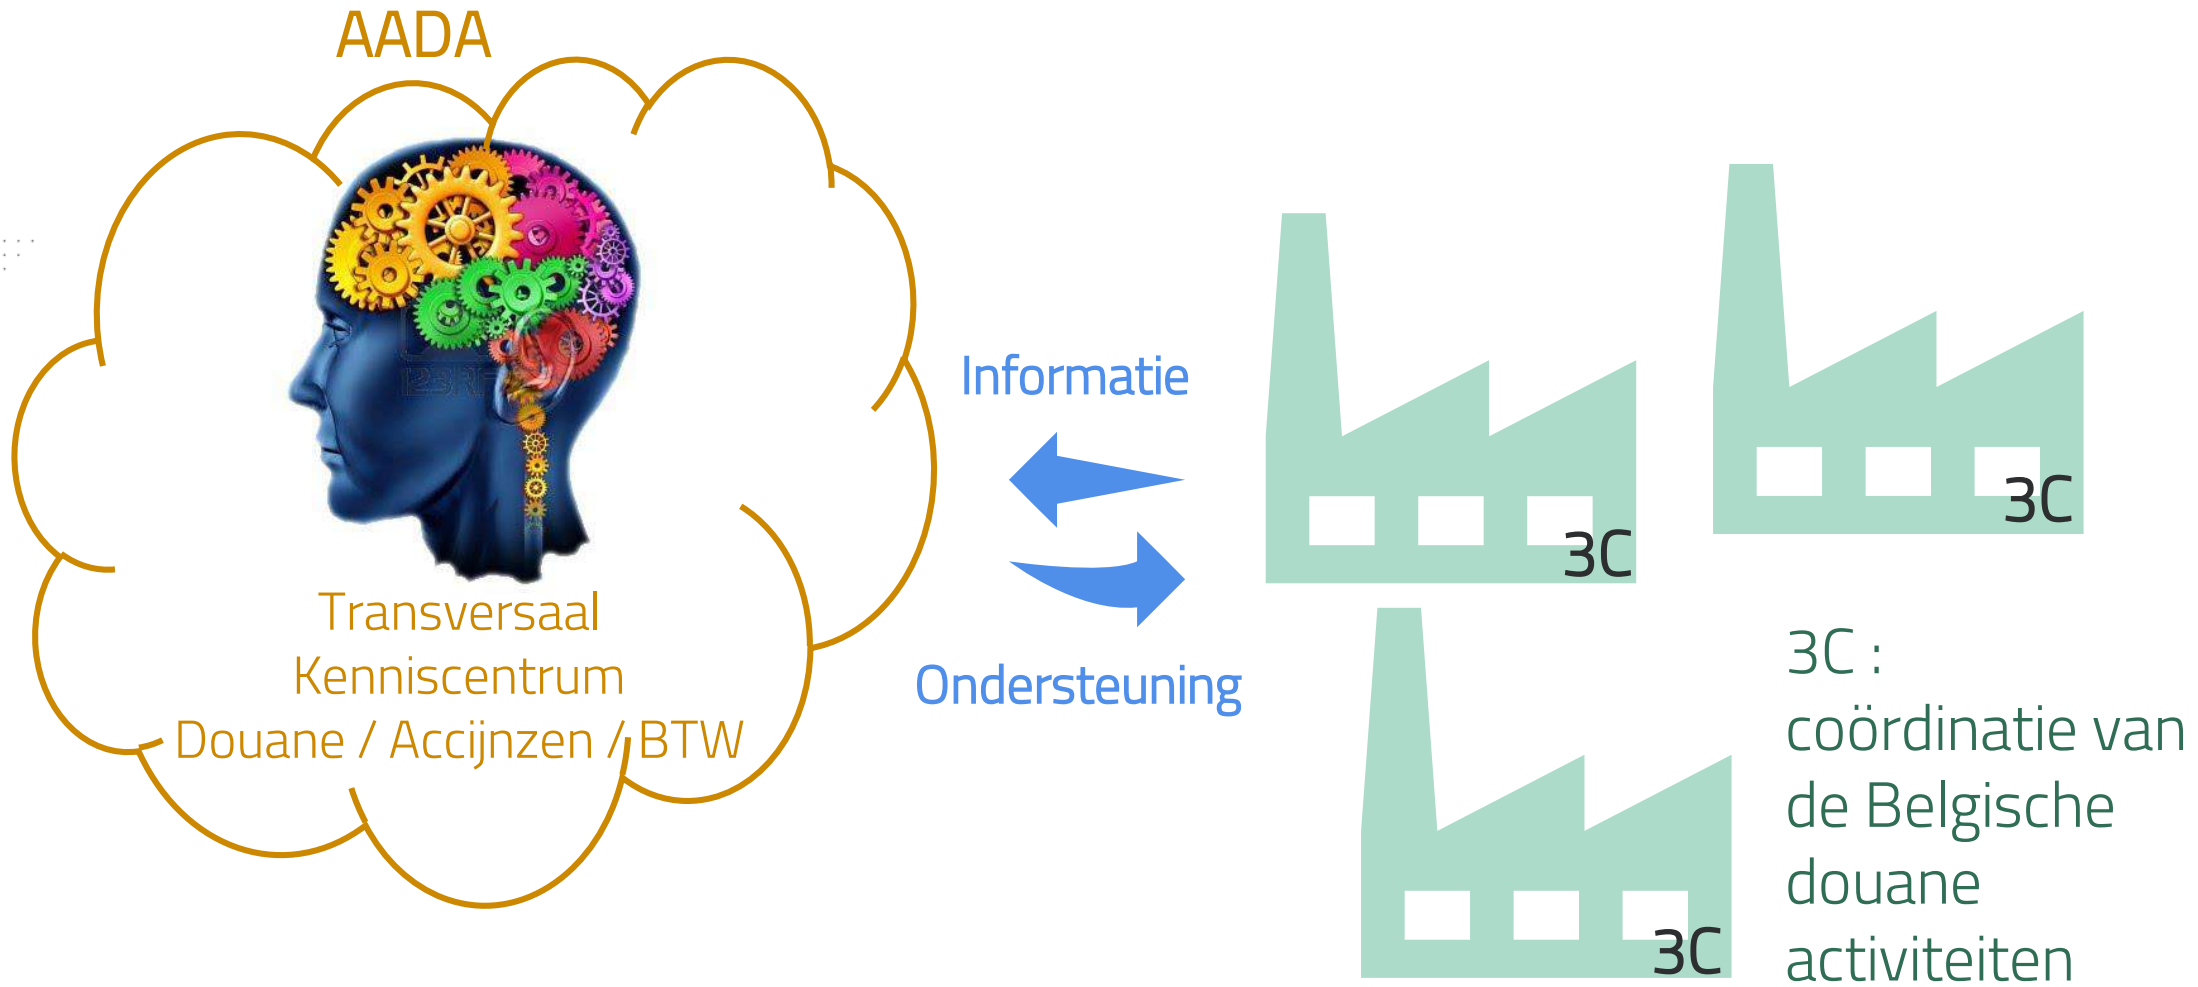 AADA
Transversaal
Kenniscentrum
Douane / Accijnzen / BTW
Informatie
Ondersteuning
3C
3C
3C
3C :
coördinatie van
de Belgische
douane
activiteiten